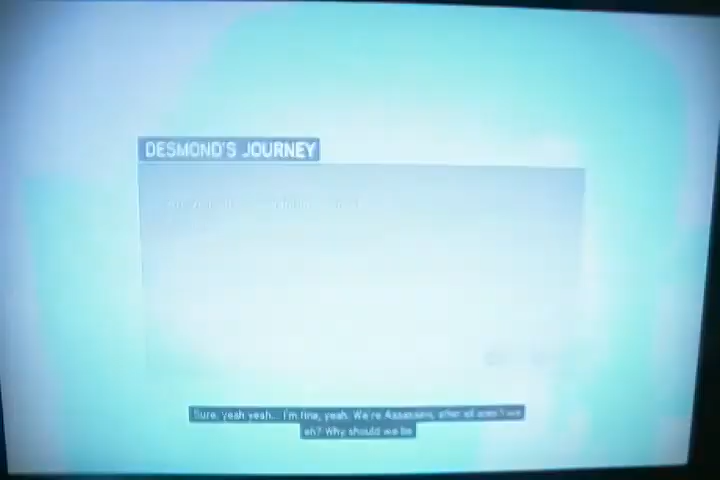 DESMOND'S JOURNEY
Sure, yeah yeah... I'm fine, yeah. We're Assassins, after all aren't we
eh? Why should we be